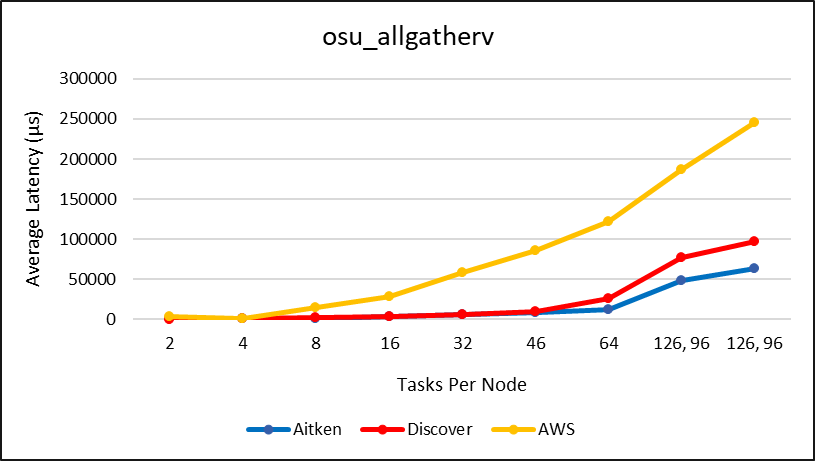 osu_allgatherv
300000
250000
200000
150000
100000
50000
0
Average Latency (µs)
2 4 8 16 32 46 64 126, 96 126, 96
Tasks Per Node
Aitken Discover AWS